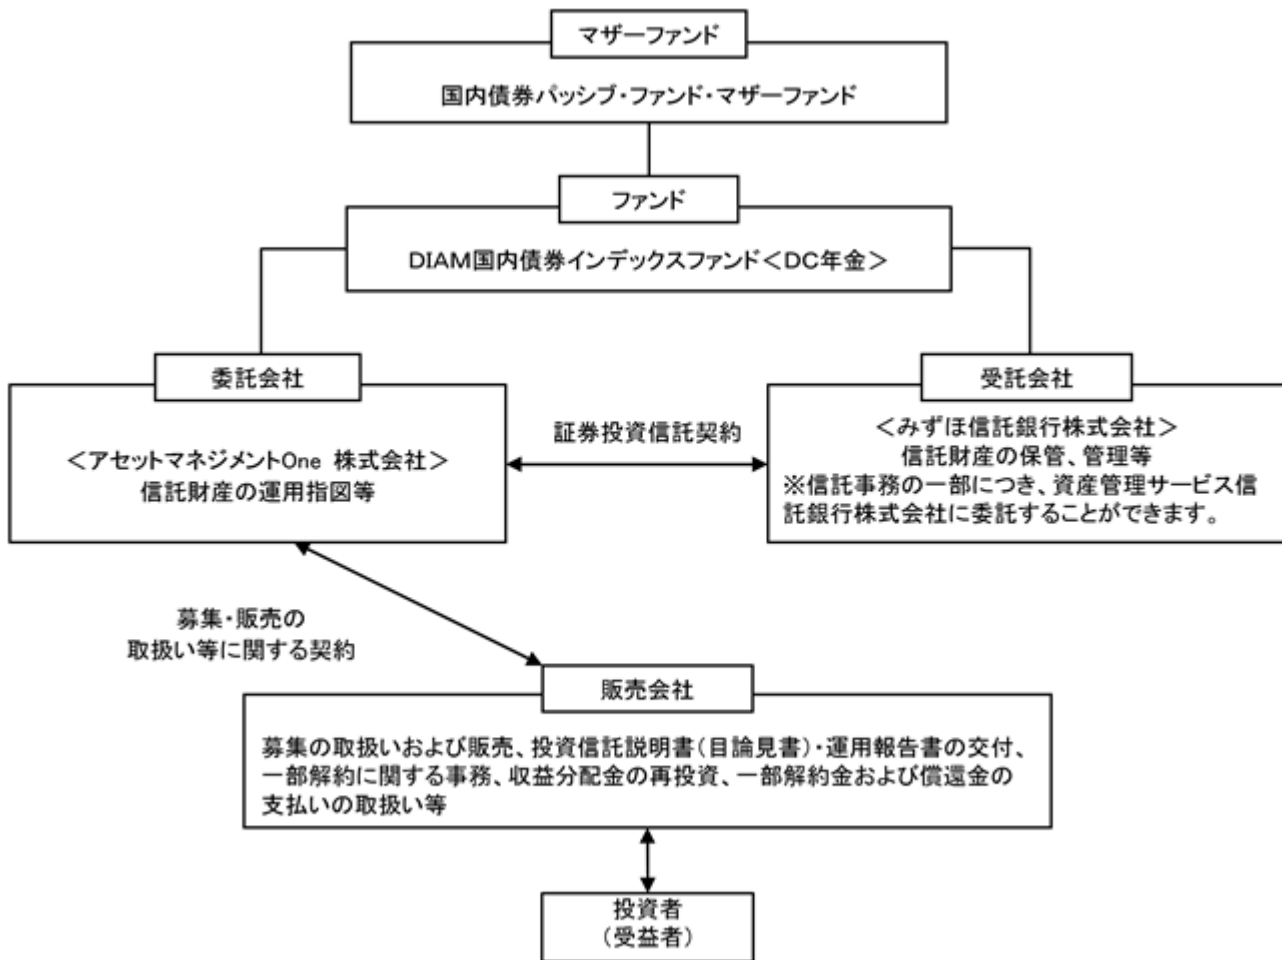 マザーファンド
国内債券パッシブ・ファンド・マザーファンド
ファンド
DIAM国内債券インデックスファンド＜DC年金＞
委託会社
＜アセットマネジメントOne 株式会社＞
信託財産の運用指図等
証券投資信託契約
受託会社
＜みずほ信託銀行株式会社＞
信託財産の保管、管理等
※信託事務の一部につき、資産管理サービス信
託銀行株式会社に委託することができます。
募集・販売の
取扱い等に関する契約
販売会社
募集の取扱いおよび販売、投資信託説明書（目論見書）・運用報告書の交付、
一部解約に関する事務、収益分配金の再投資、一部解約金および償還金の
支払いの取扱い等
投資者
（受益者）